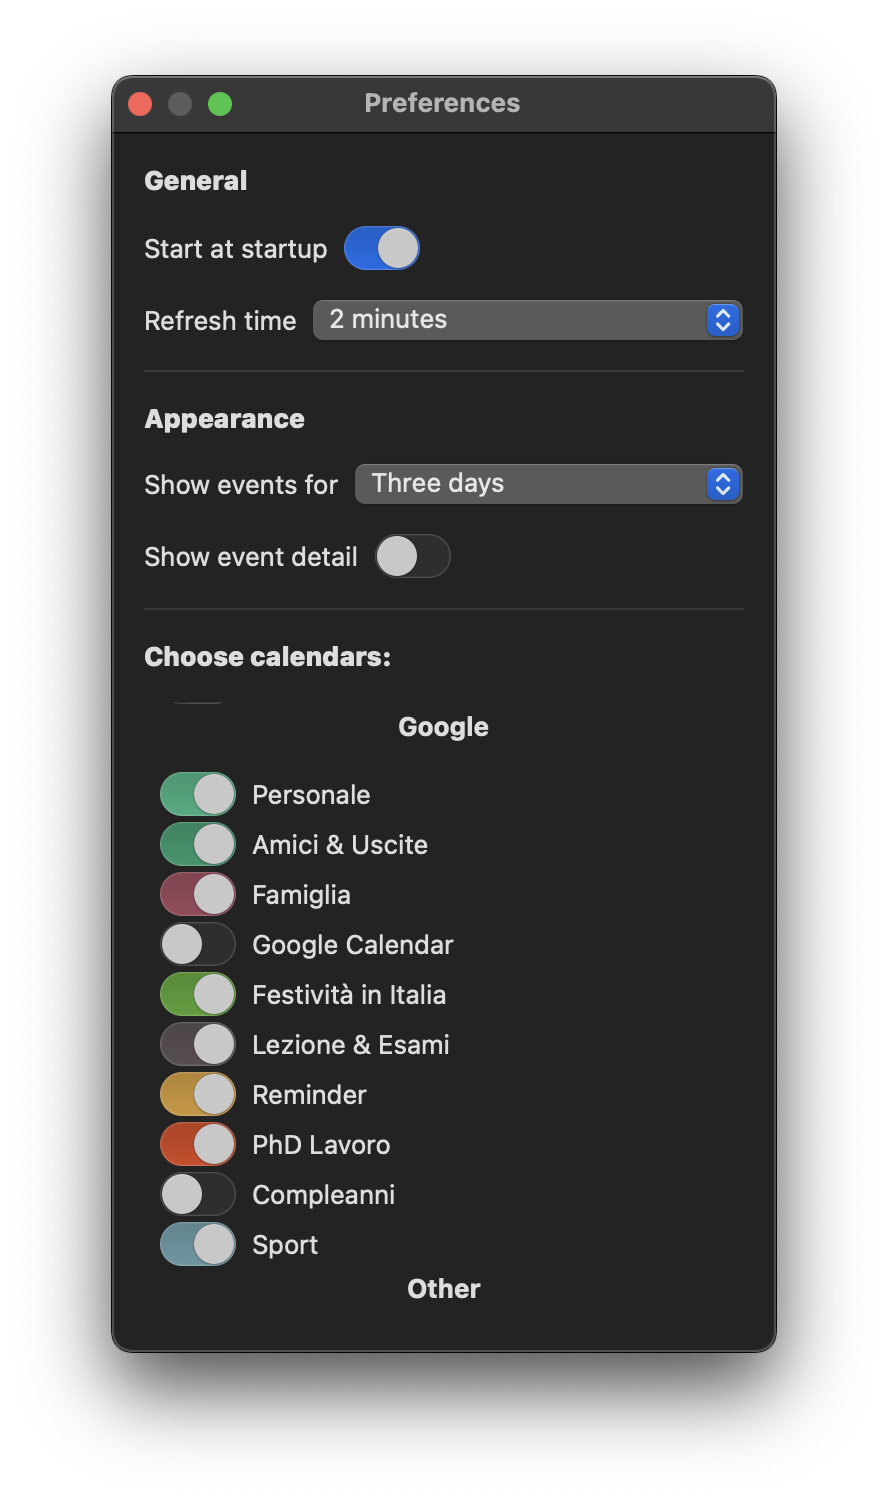 Preferences
General
Start at startup
Refresh time 2 minutes
Appearance
Show events for Three days
Show event detail
Choose calendars:
Google
Personale
Amici & Uscite
Famiglia
Google Calendar
Festività in Italia
Lezione & Esami
Reminder
PhD Lavoro
Compleanni
Sport
Other